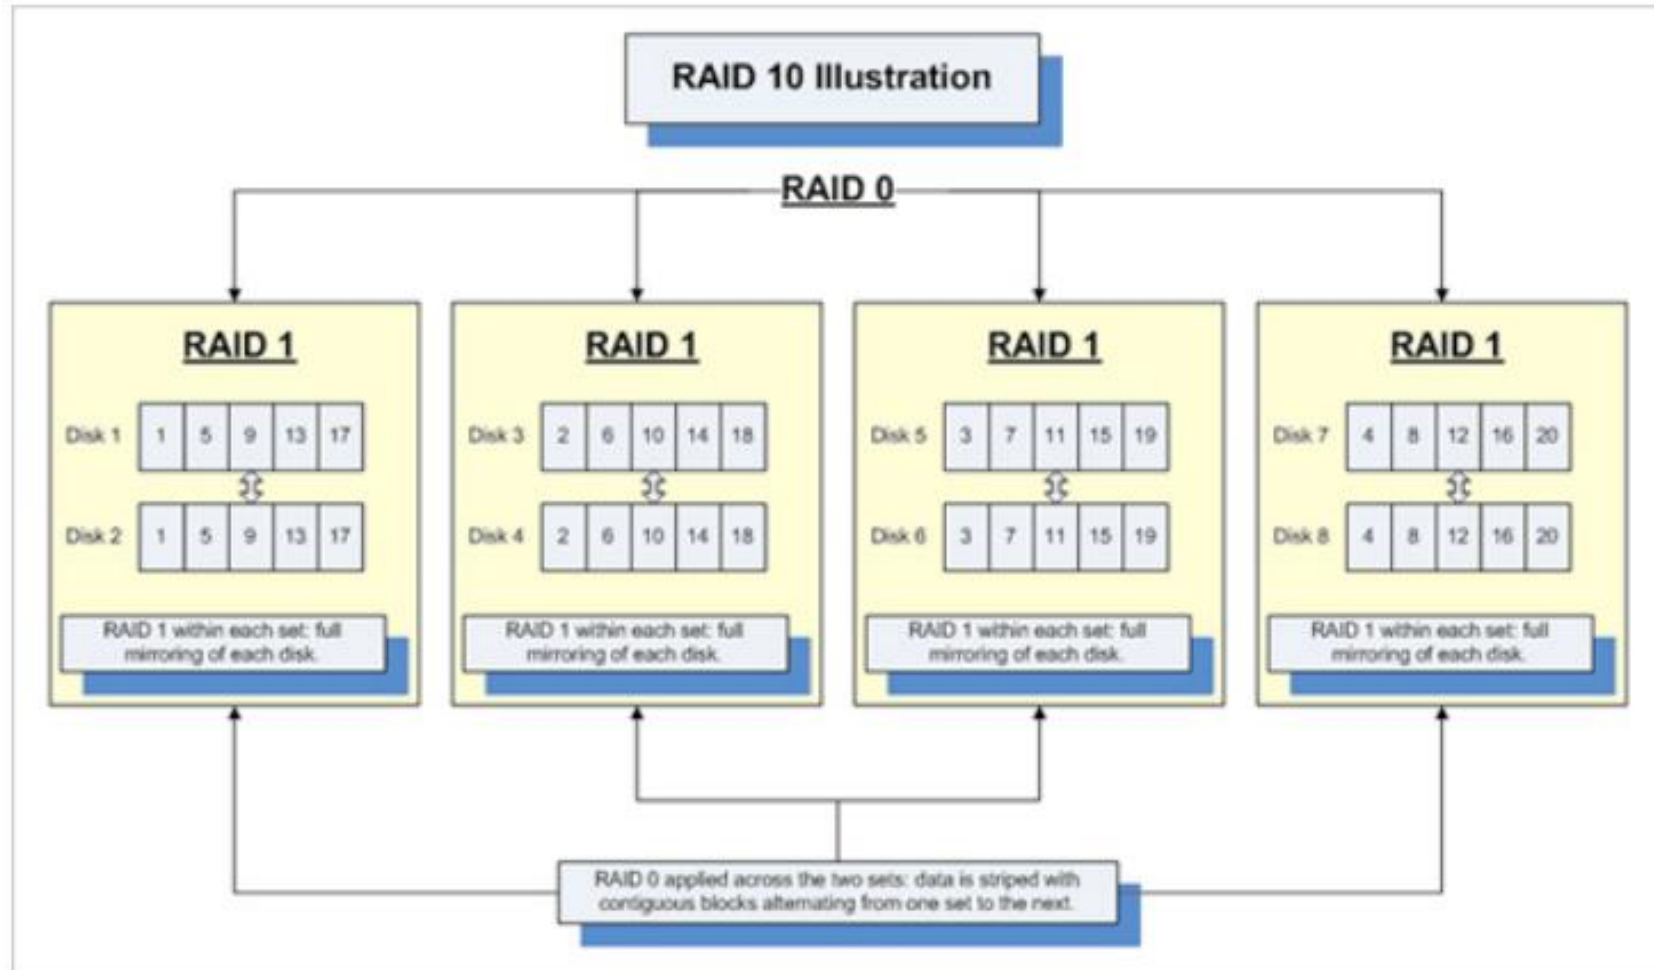 RAID 10 Illustration
RAID 0
RAID 1
Disk 1 1 5 9 13 17
Disk 2 1 5 9 13 17
RAID 1 within each set: full
mirroring of each disk.
RAID 1
Disk 3 2 6 10 14 18
Disk 4 2 6 10 14 18
RAID 1 within each set: full
mirroring of each disk.
RAID 1
Disk 5 3 7 11 15 19
Disk 6 3 7 11 15 19
RAID 1 within each set: full
mirroring of each disk.
RAID 1
Disk 7 4 8 12 16 20
Disk 8 4 8 12 16 20
RAID 1 within each set: full
mirroring of each disk.
RAID 0 applied across the two sets: data is striped with
contiguous blocks alternating from one set to the next.